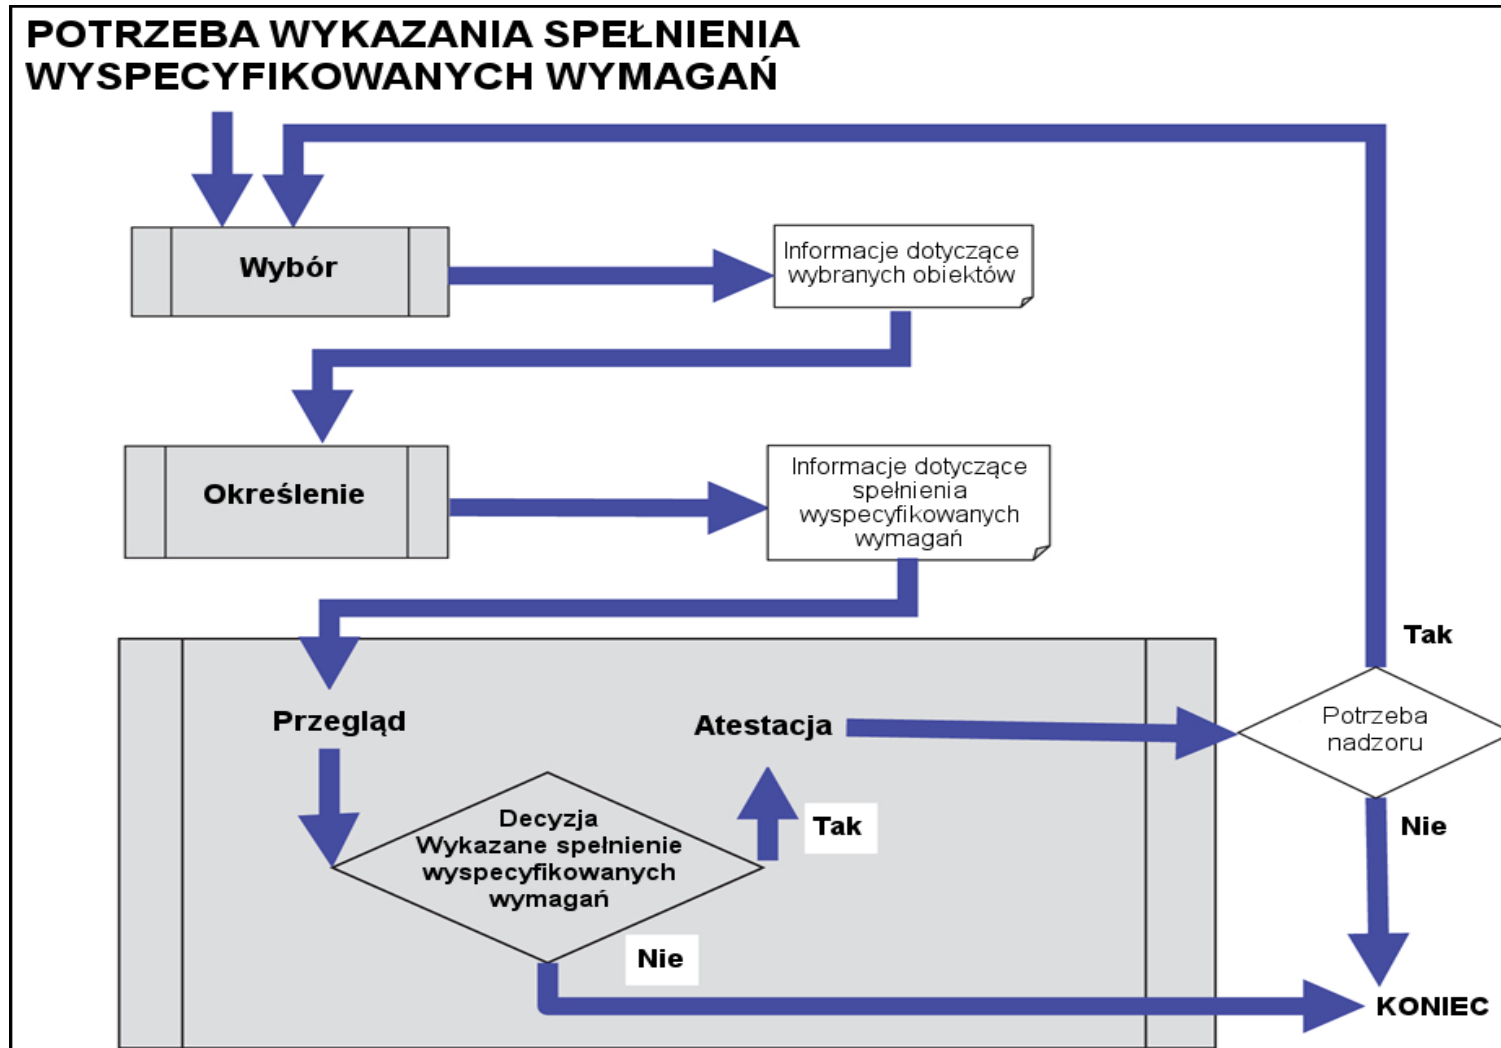 POTRZEBA WYKAZANIA SPEŁNIENIA
WYSPECYFIKOWANYCH WYMAGAŃ
Wybór
Informacje dotyczące
wybranych obiektów
Określenie
Informacje dotyczące
spełnienia
wyspecyfikowanych
wymagań
Tak
Przegląd
Atestacja
Potrzeba
nadzoru
Decyzja
Wykazane spełnienie
wyspecyfikowanych
wymagań
Tak
Nie
Nie
KONIEC